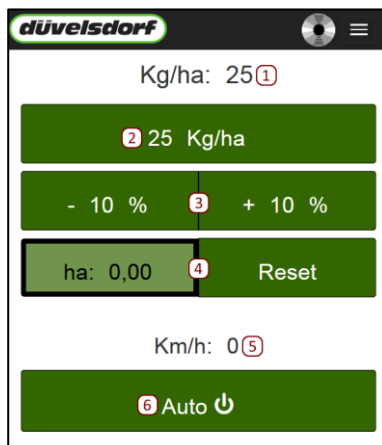 düvelsdorf
Kg/ha: 25 1
2 25 Kg/ha
- 10 % 3 + 10 %
ha: 0,00 4 Reset
Km/h: 0 5
6 Auto